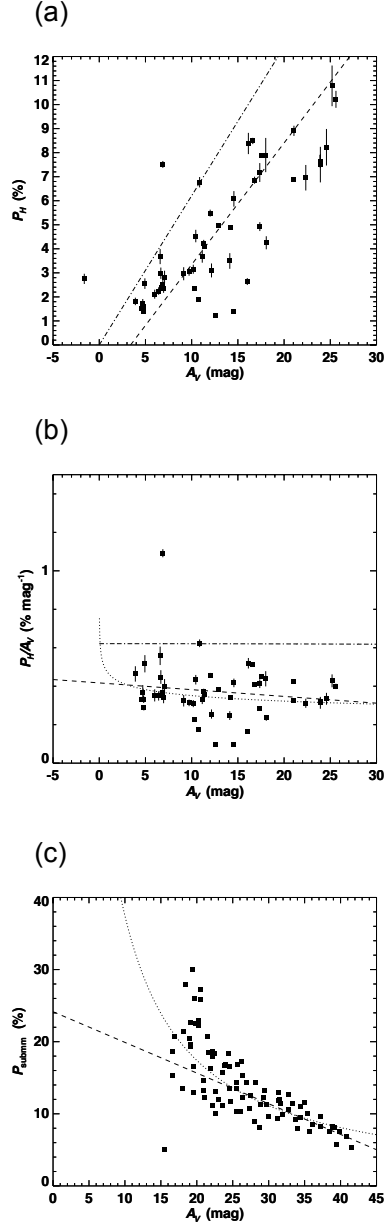 (a)
12
11
10
9
8
7
6
5
4
3
2
1
0
P_H (%)
-5 0 5 10 15 20 25 30
A_V (mag)
(b)
1
0
P_H/A_V (% mag⁻¹)
-5 0 5 10 15 20 25 30
A_V (mag)
(c)
40
30
20
10
0
P_submm (%)
0 5 10 15 20 25 30 35 40 45
A_V (mag)